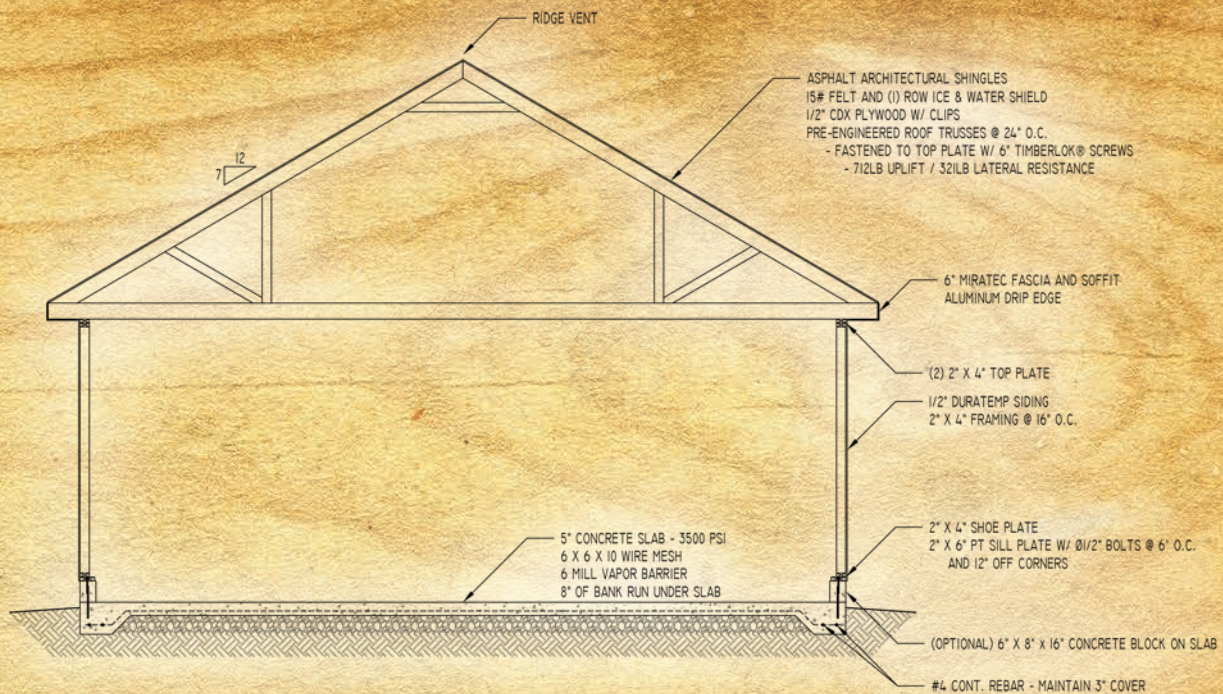 RIDGE VENT
ASPHALT ARCHITECTURAL SHINGLES
15# FELT AND (1) ROW ICE & WATER SHIELD
1/2" CDX PLYWOOD W/ CLIPS
PRE-ENGINEERED ROOF TRUSSES @ 24" O.C.
- FASTENED TO TOP PLATE W/ 6" TIMBERLOK® SCREWS
- 712LB UPLIFT / 321LB LATERAL RESISTANCE
12
7
6" MIRATEC FASCIA AND SOFFIT
ALUMINUM DRIP EDGE
(2) 2" X 4" TOP PLATE
1/2" DURATEMP SIDING
2" X 4" FRAMING @ 16" O.C.
5" CONCRETE SLAB - 3500 PSI
6 X 6 X 10 WIRE MESH
6 MILL VAPOR BARRIER
8" OF BANK RUN UNDER SLAB
2" X 4" SHOE PLATE
2" X 6" PT SILL PLATE W/ Ø1/2" BOLTS @ 6' O.C.
AND 12" OFF CORNERS
(OPTIONAL) 6" X 8" x 16" CONCRETE BLOCK ON SLAB
#4 CONT. REBAR - MAINTAIN 3" COVER